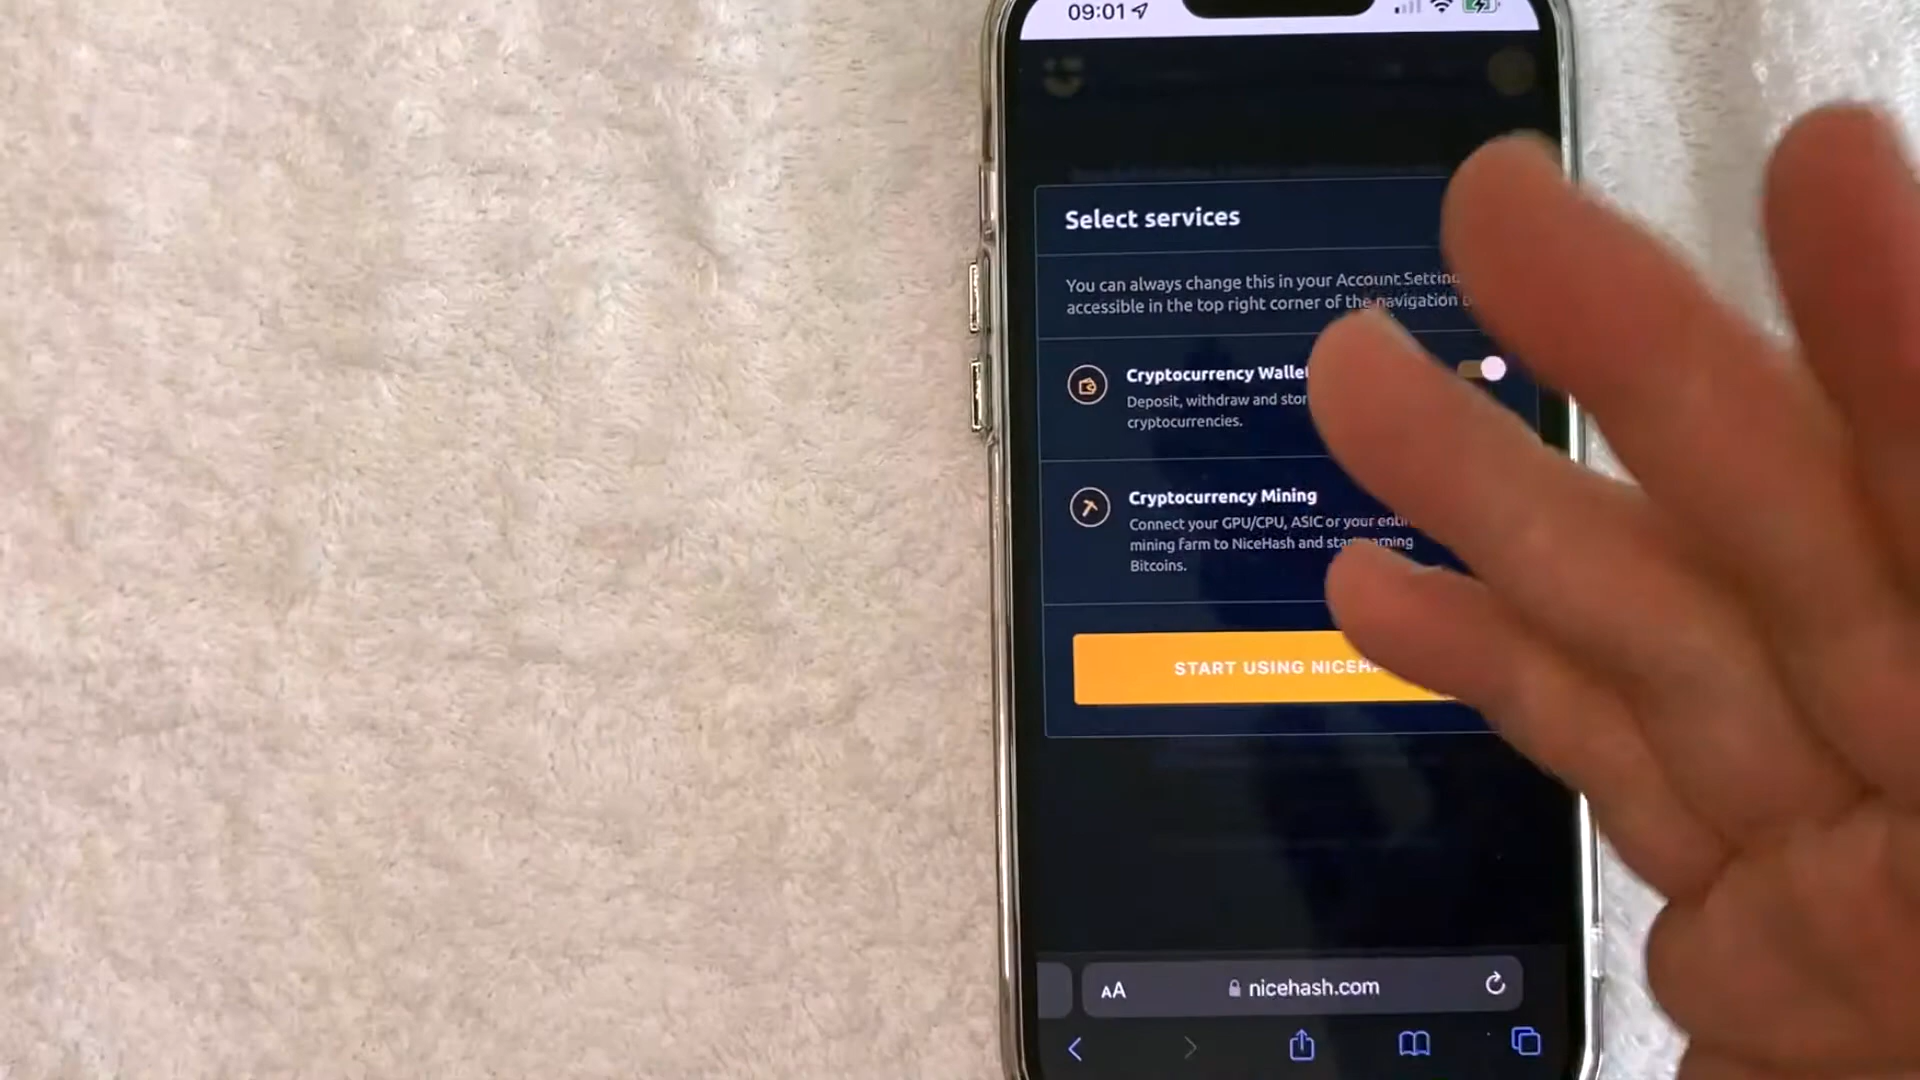 09:01
Select services
You can always change this in your Account
accessible in the top right corner of the navigation
Cryptocurrency Wallet
Deposit, withdraw and
cryptocurrencies.
Cryptocurrency Mining
Connect your GPU/CPU, ASIC or your
mining farm to NiceHash and
Bitcoins.
START USING
AA nicehash.com